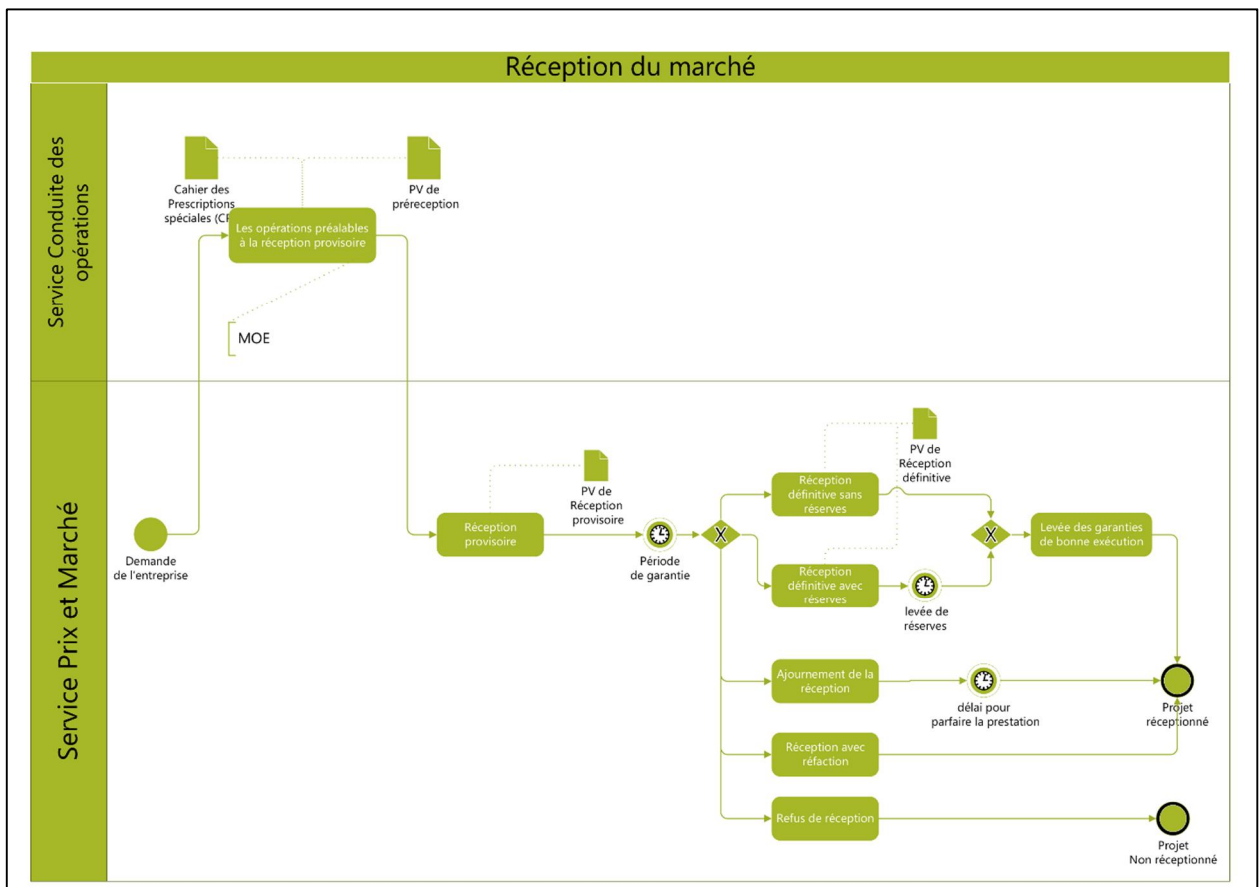 Réception du marché
Service Conduite des
opérations
Cahier des
Prescriptions
spéciales (CP
PV de
préreception
Les opérations préalables
à la réception provisoire
MOE
Service Prix et Marché
Demande
de l'entreprise
Réception
provisoire
PV de
Réception
provisoire
Période
de garantie
X
Réception
définitive sans
réserves
PV de
Réception
définitive
Réception
définitive avec
réserves
levée de
réserves
X
Levée des garanties
de bonne exécution
Ajournement de la
réception
délai pour
parfaire la prestation
Projet
réceptionné
Réception avec
réfaction
Refus de réception
Projet
Non réceptionné